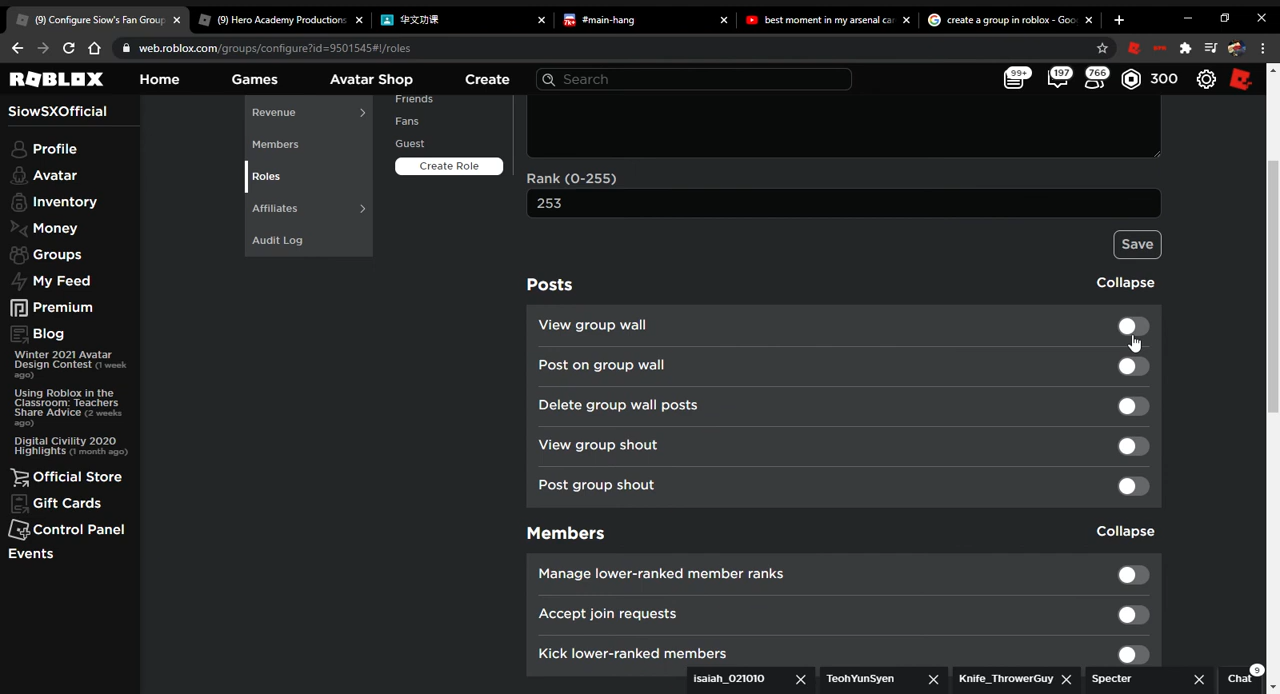 (9) Configure Siow's Fan Group
(9) Hero Academy Productions
华文功课
#main-hang
best moment in my arsenal car
create a group in roblox - Goo
web.roblox.com/groups/configure?id=9501545#!/roles
ROBLOX
Home
Games
Avatar Shop
Create
Search
99+
197
766
300
SiowSXOfficial
Profile
Avatar
Inventory
Money
Groups
My Feed
Premium
Blog
Winter 2021 Avatar
Design Contest (1 week
ago)
Using Roblox in the
Classroom: Teachers
Share Advice (2 weeks
ago)
Digital Civility 2020
Highlights (1 month ago)
Official Store
Gift Cards
Control Panel
Events
Revenue
Members
Roles
Affiliates
Audit Log
Friends
Fans
Guest
Create Role
Rank (0-255)
253
Save
Posts
Collapse
View group wall
Post on group wall
Delete group wall posts
View group shout
Post group shout
Members
Collapse
Manage lower-ranked member ranks
Accept join requests
Kick lower-ranked members
isaiah_021010
TeohYunSyen
Knife_ThrowerGuy
Specter
Chat
9